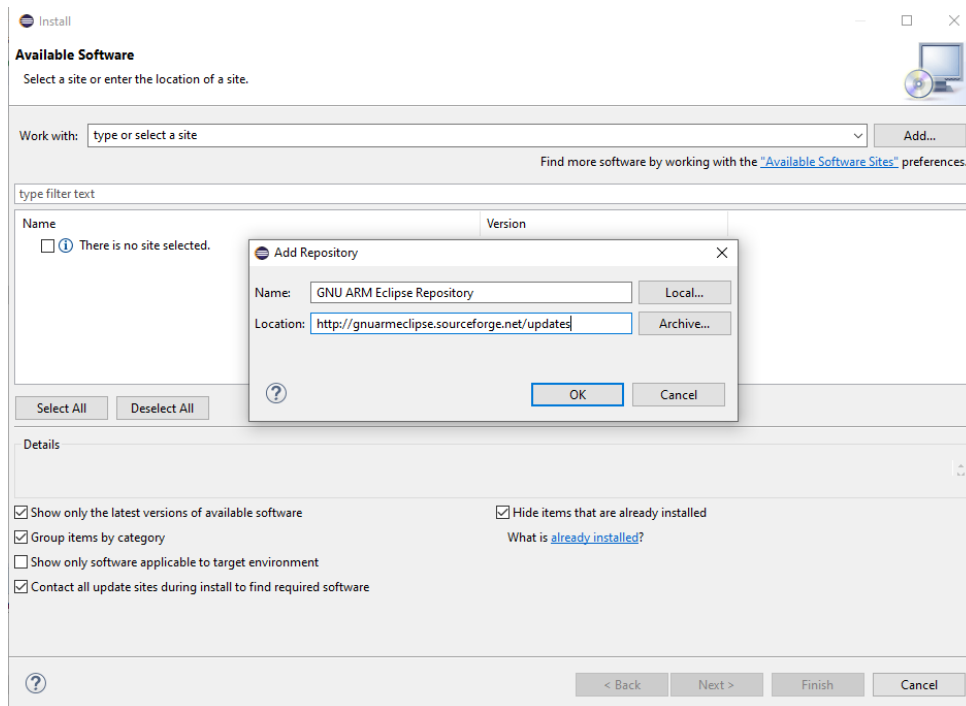 Install
Available Software
Select a site or enter the location of a site.
Work with: type or select a site Add...
Find more software by working with the "Available Software Sites" preferences.
type filter text
Name Version
There is no site selected.
Add Repository
Name: GNU ARM Eclipse Repository Local...
Location: http://gnuarmeclipse.sourceforge.net/updates Archive...
OK Cancel
Select All Deselect All
Details
Show only the latest versions of available software Hide items that are already installed
Group items by category What is already installed?
Show only software applicable to target environment
Contact all update sites during install to find required software
< Back Next > Finish Cancel